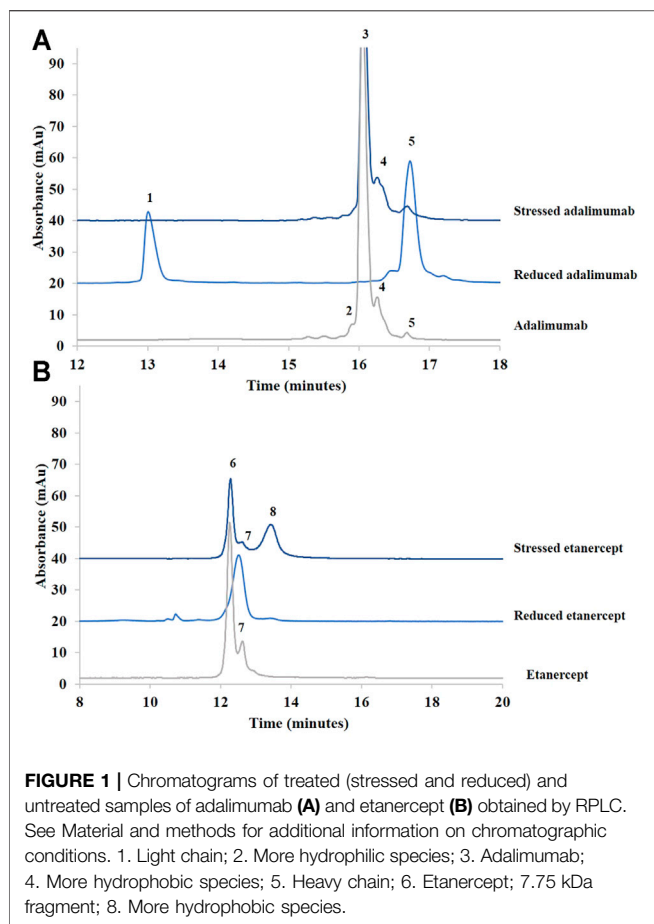 A
3
90
80
70
60
50
40
30
20
10
0
Absorbance (mAu)
4
5
1
Stressed adalimumab
Reduced adalimumab
2
4
5
Adalimumab
12 13 14 15 16 17 18
Time (minutes)
B
90
80
70
60
50
40
30
20
10
0
Absorbance (mAu)
6
7
8
Stressed etanercept
Reduced etanercept
7
Etanercept
8 10 12 14 16 18 20
Time (minutes)
FIGURE 1 | Chromatograms of treated (stressed and reduced) and
untreated samples of adalimumab (A) and etanercept (B) obtained by RPLC.
See Material and methods for additional information on chromatographic
conditions. 1. Light chain; 2. More hydrophilic species; 3. Adalimumab;
4. More hydrophobic species; 5. Heavy chain; 6. Etanercept; 7.75 kDa
fragment; 8. More hydrophobic species.